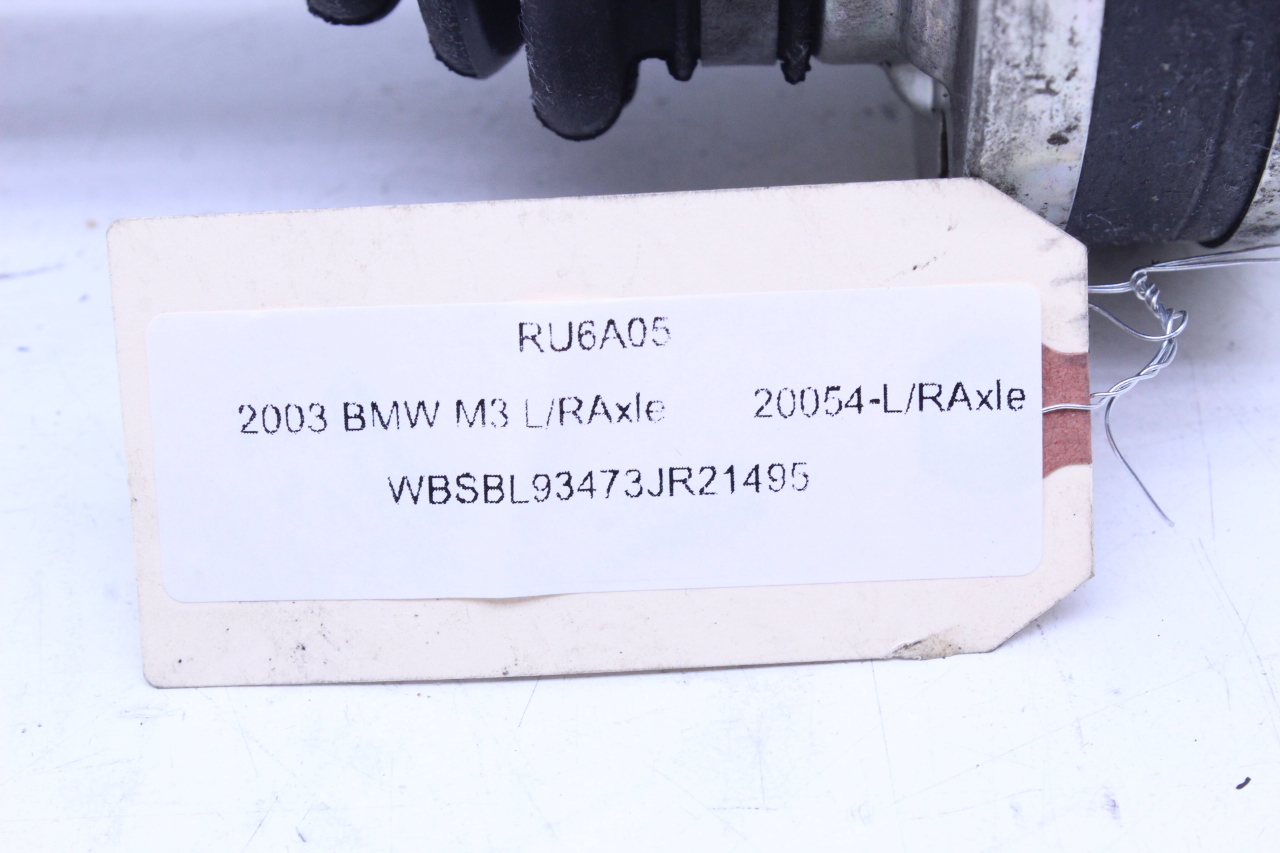 RU6A05
2003 BMW M3 L/RAxle 20054-L/RAxle
WBSBL93473JR21495